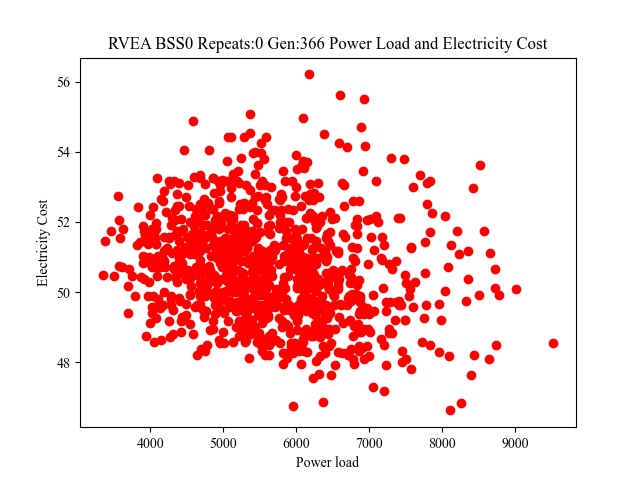 RVEA BSS0 Repeats:0 Gen:366 Power Load and Electricity Cost
56
54
52
50
48
Electricity Cost
4000 5000 6000 7000 8000 9000
Power load